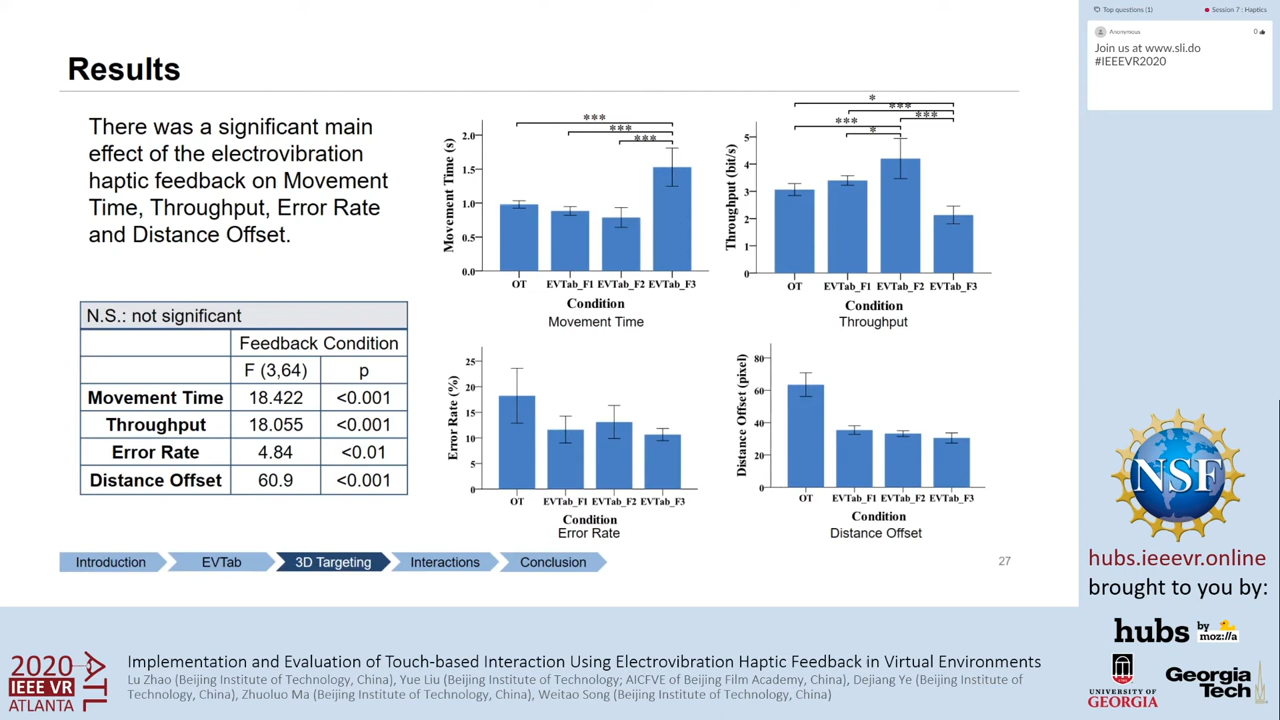 Results
There was a significant main
effect of the electrovibration
haptic feedback on Movement
Time, Throughput, Error Rate
and Distance Offset.
N.S.: not significant
Feedback Condition
F (3,64) p
Movement Time 18.422 <0.001
Throughput 18.055 <0.001
Error Rate 4.84 <0.01
Distance Offset 60.9 <0.001
***
***
***
Movement Time (s)
2.0
1.5
1.0
0.5
0.0
OT EVTab_F1 EVTab_F2 EVTab_F3
Condition
Movement Time
*
***
***
***
*
Throughput (bit/s)
5
4
3
2
1
0
OT EVTab_F1 EVTab_F2 EVTab_F3
Condition
Throughput
Error Rate (%)
25
20
15
10
5
0
OT EVTab_F1 EVTab_F2 EVTab_F3
Condition
Error Rate
Distance Offset (pixel)
80
60
40
20
0
OT EVTab_F1 EVTab_F2 EVTab_F3
Condition
Distance Offset
Introduction EVTab 3D Targeting Interactions Conclusion
27
Top questions (1) Session 7 : Haptics
Anonymous 0
Join us at www.sli.do
#IEEEVR2020
NSF
hubs.ieeevr.online
brought to you by:
hubs by moz://a
UNIVERSITY OF
GEORGIA
Georgia
Tech
2020
IEEE VR
ATLANTA
ATL
Implementation and Evaluation of Touch-based Interaction Using Electrovibration Haptic Feedback in Virtual Environments
Lu Zhao (Beijing Institute of Technology, China), Yue Liu (Beijing Institute of Technology; AICFVE of Beijing Film Academy, China), Dejiang Ye (Beijing Institute of
Technology, China), Zhuoluo Ma (Beijing Institute of Technology, China), Weitao Song (Beijing Institute of Technology, China)